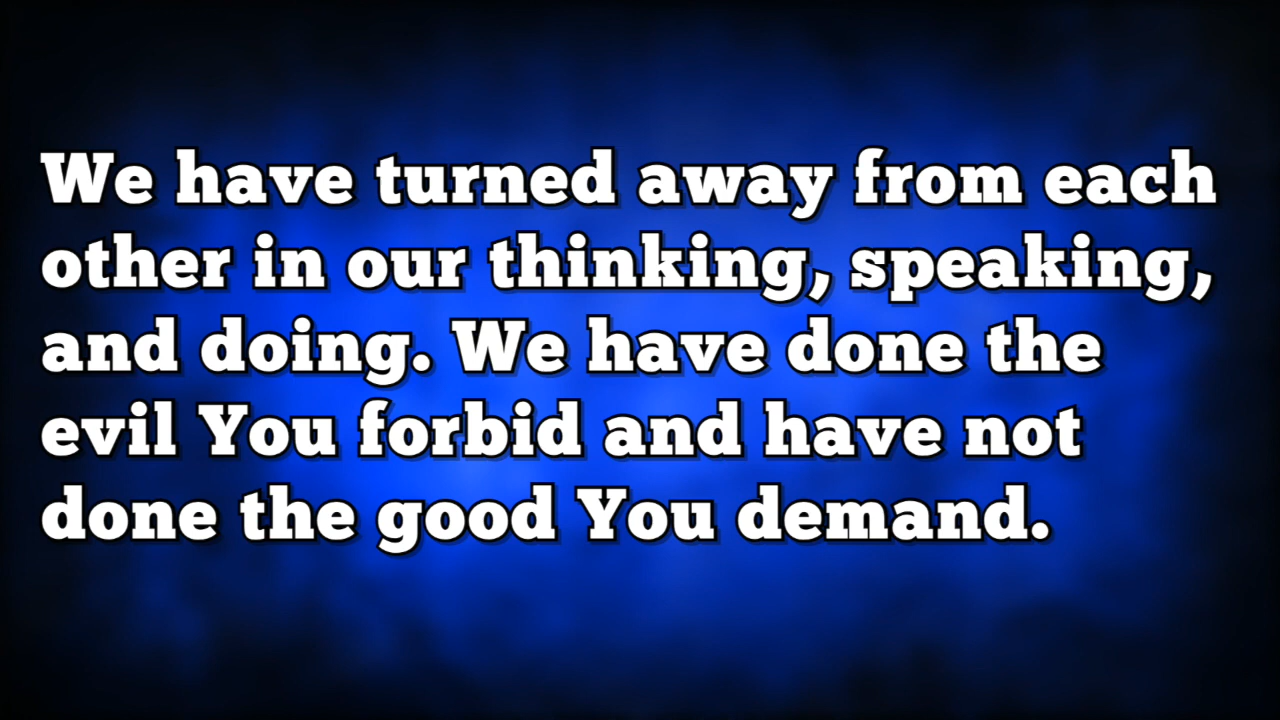 We have turned away from each
other in our thinking, speaking,
and doing. We have done the
evil You forbid and have not
done the good You demand.